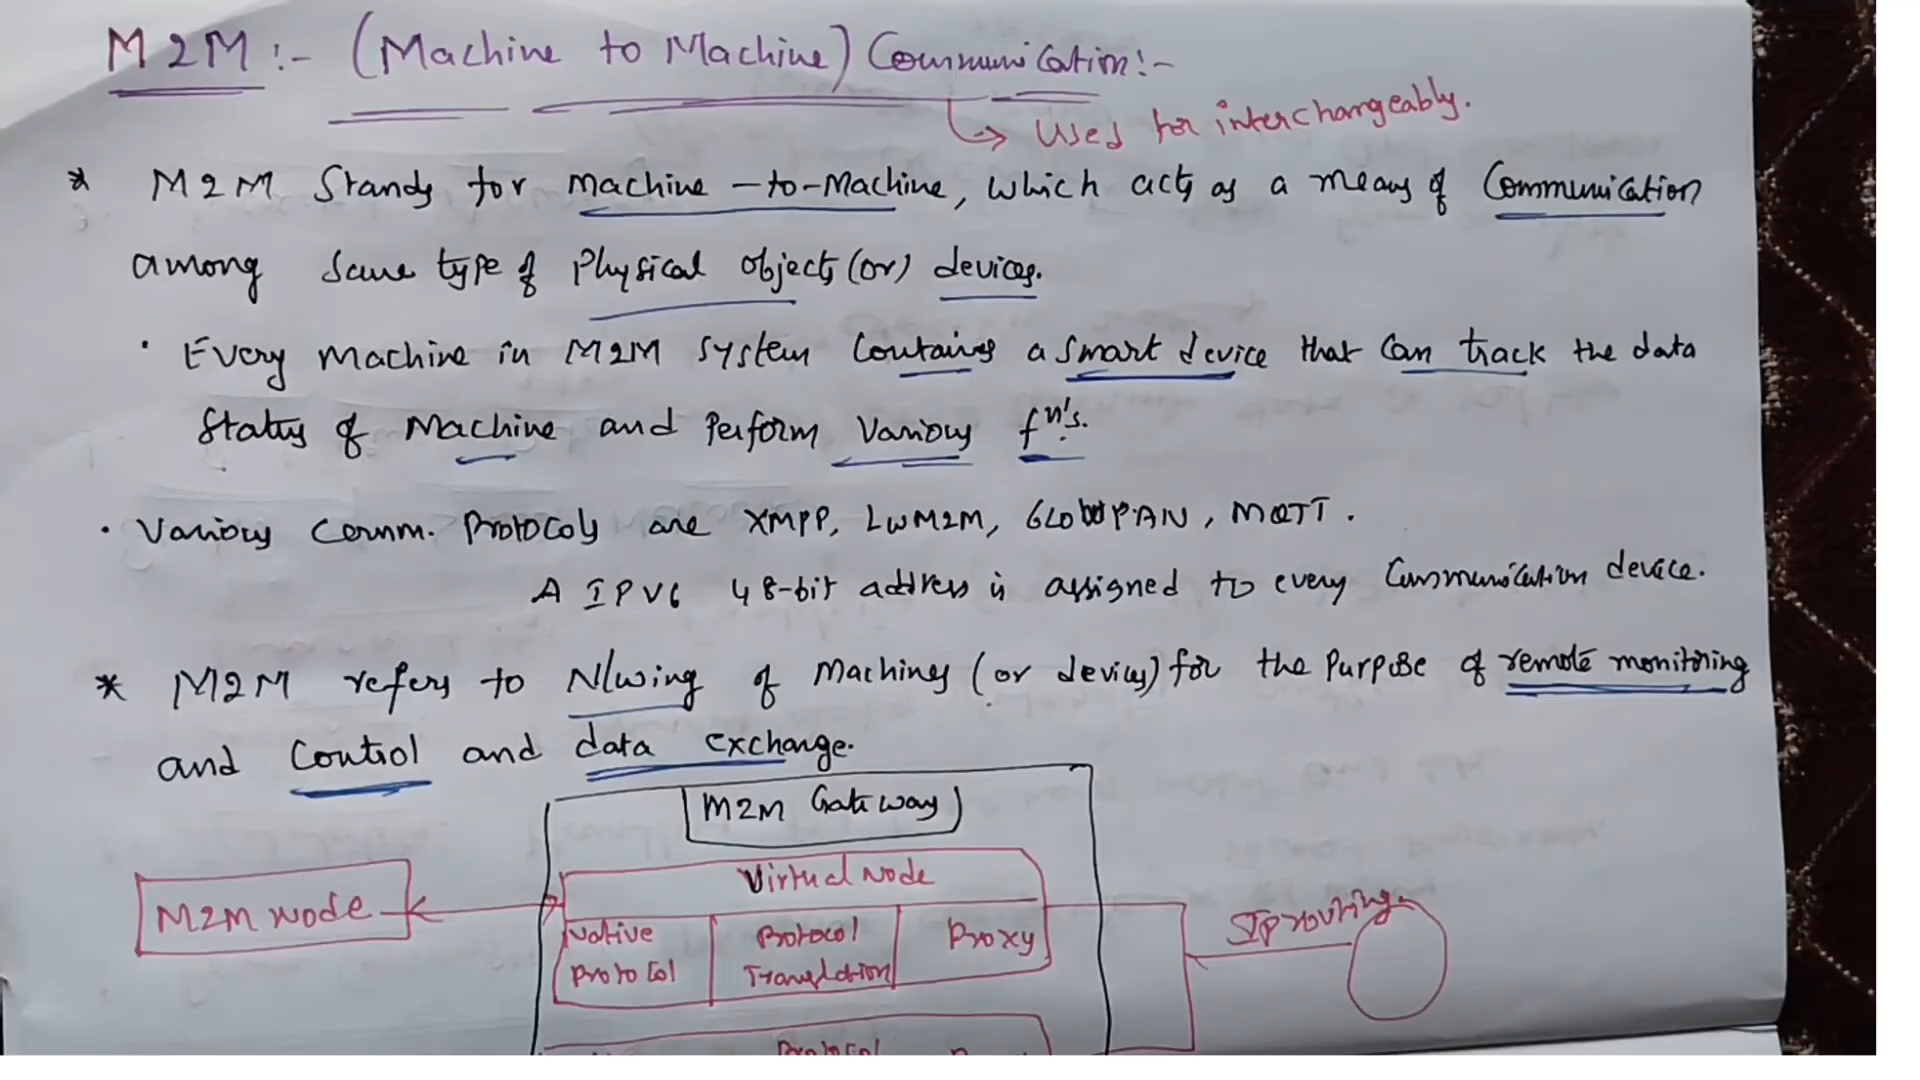 M2M :- (Machine to Machine) Communication:-
↳ Used for interchangeably.
* M2M Stands for Machine-to-Machine, which acts as a means of Communication
among same type of Physical objects (or) devices.
• Every Machine in M2M system Contains a smart device that can track the data
Status of Machine and Perform Various fn's.
• Various Comm. Protocols are XMPP, LWM2M, 6LOWPAN, MQTT.
A IPV6 48-bit address is assigned to every Communication device.
* M2M refers to N/wing of Machines (or devices) for the Purpose of remote monitoring
and Control and data exchange.
M2M Gateway
Virtual Node
M2M node
Native Protocol
Protocol Translation
Proxy
IP routing.
Protocol